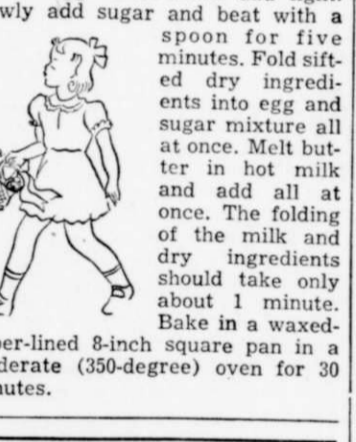 wly add sugar and beat with a
spoon for five
minutes. Fold sift-
ed dry ingredi-
ents into egg and
sugar mixture all
at once. Melt but-
ter in hot milk
and add all at
once. The folding
of the milk and
dry ingredients
should take only
about 1 minute.
Bake in a waxed-
per-lined 8-inch square pan in a
derate (350-degree) oven for 30
nutes.